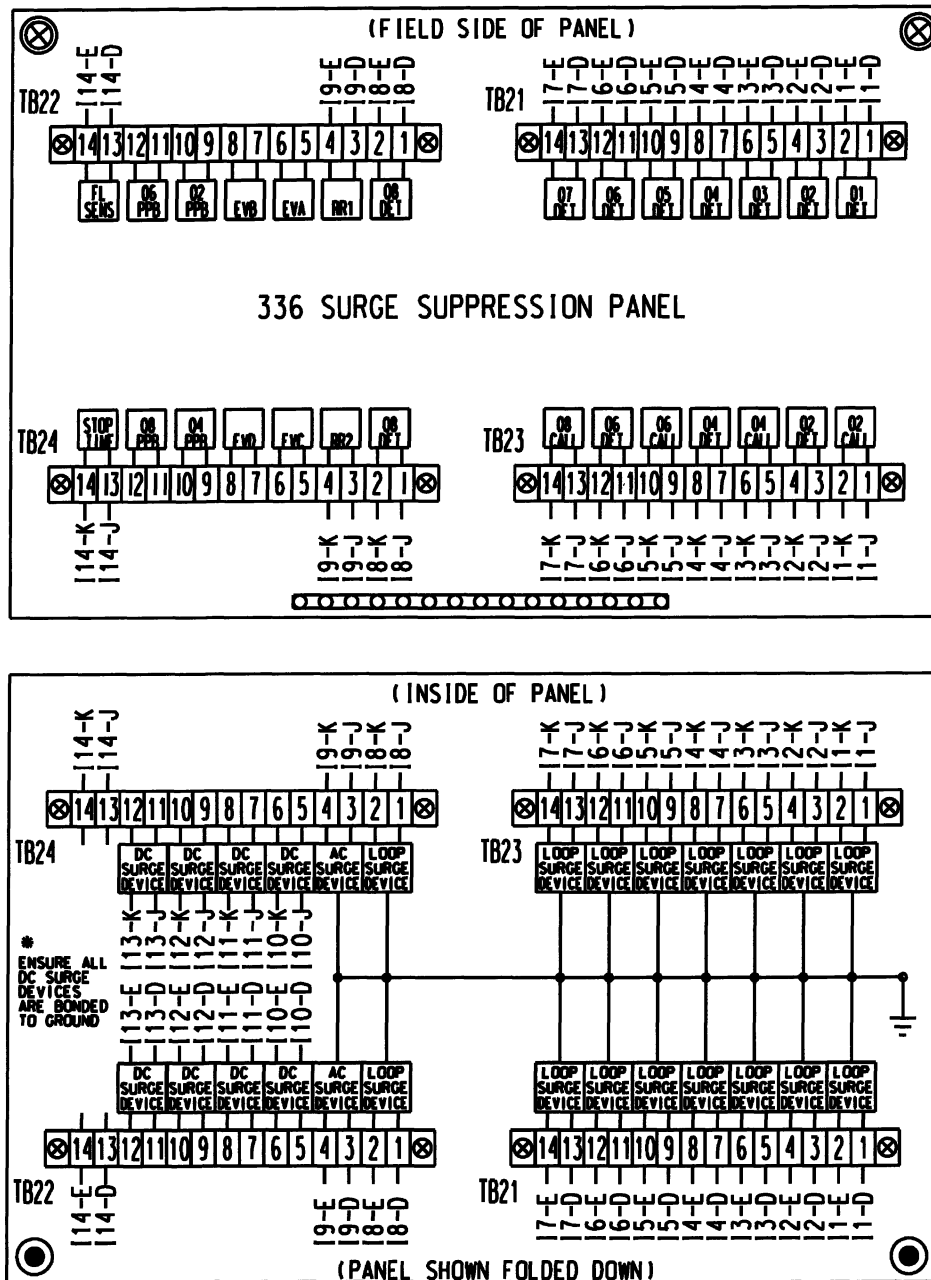 (FIELD SIDE OF PANEL)
I14-E I14-D I9-E I9-D I8-E I8-D I7-E I7-D I6-E I6-D I5-E I5-D I4-E I4-D I3-E I3-D I2-E I2-D I1-E I1-D
TB22 TB21
14 13 12 11 10 9 8 7 6 5 4 3 2 1 14 13 12 11 10 9 8 7 6 5 4 3 2 1
FL SENS 06 PPB 02 PPB EVB EVA RR1 08 DET 07 DET 06 DET 05 DET 04 DET 03 DET 02 DET 01 DET
336 SURGE SUPPRESSION PANEL
STOP TIME 08 PPB 04 PPB EVD EVC RR2 08 DET 08 CALL 06 DET 06 CALL 04 DET 04 CALL 02 DET 02 CALL
TB24 TB23
14 13 12 11 10 9 8 7 6 5 4 3 2 1 14 13 12 11 10 9 8 7 6 5 4 3 2 1
I14-K I14-J I9-K I9-J I8-K I8-J I7-K I7-J I6-K I6-J I5-K I5-J I4-K I4-J I3-K I3-J I2-K I2-J I1-K I1-J
(INSIDE OF PANEL)
I14-K I14-J I9-K I9-J I8-K I8-J I7-K I7-J I6-K I6-J I5-K I5-J I4-K I4-J I3-K I3-J I2-K I2-J I1-K I1-J
14 13 12 11 10 9 8 7 6 5 4 3 2 1 14 13 12 11 10 9 8 7 6 5 4 3 2 1
TB24 TB23
DC DC DC DC AC LOOP LOOP LOOP LOOP LOOP LOOP LOOP LOOP
SURGE SURGE SURGE SURGE SURGE SURGE SURGE SURGE SURGE SURGE SURGE SURGE SURGE
DEVICE DEVICE DEVICE DEVICE DEVICE DEVICE DEVICE DEVICE DEVICE DEVICE DEVICE DEVICE DEVICE
I13-K I13-J I12-K I12-J I11-K I11-J I10-K I10-J
*
ENSURE ALL
DC SURGE
DEVICES
ARE BONDED
TO GROUND
I13-E I13-D I12-E I12-D I11-E I11-D I10-E I10-D
DC DC DC DC AC LOOP LOOP LOOP LOOP LOOP LOOP LOOP LOOP
SURGE SURGE SURGE SURGE SURGE SURGE SURGE SURGE SURGE SURGE SURGE SURGE SURGE
DEVICE DEVICE DEVICE DEVICE DEVICE DEVICE DEVICE DEVICE DEVICE DEVICE DEVICE DEVICE DEVICE
14 13 12 11 10 9 8 7 6 5 4 3 2 1 14 13 12 11 10 9 8 7 6 5 4 3 2 1
TB22 TB21
I14-E I14-D I9-E I9-D I8-E I8-D I7-E I7-D I6-E I6-D I5-E I5-D I4-E I4-D I3-E I3-D I2-E I2-D I1-E I1-D
(PANEL SHOWN FOLDED DOWN)